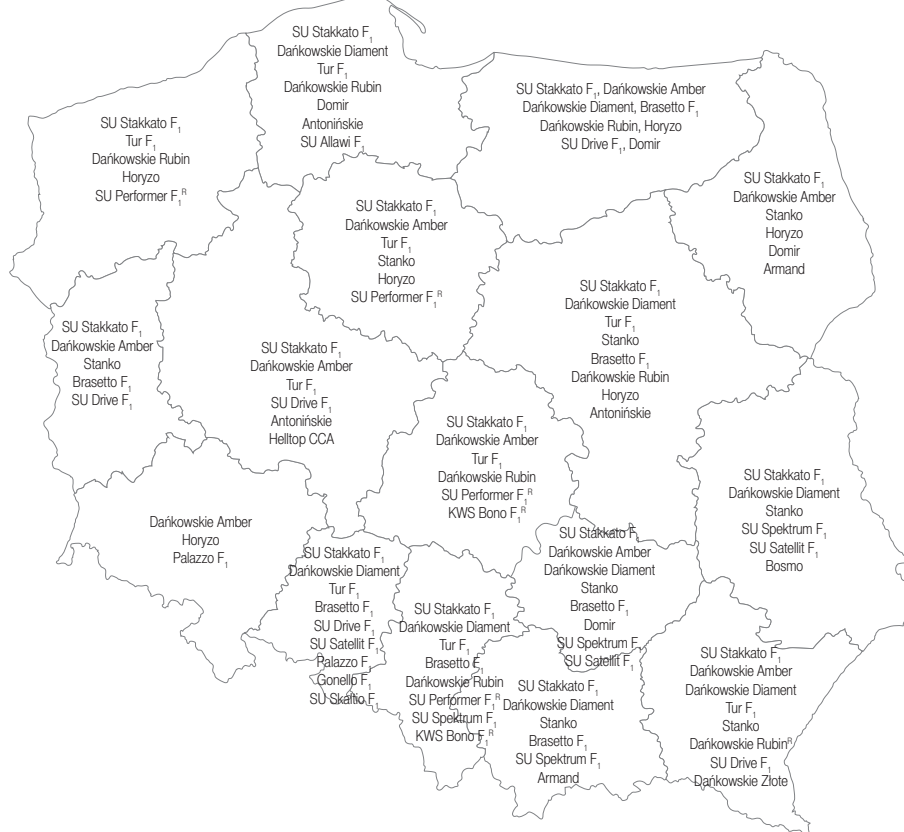 SU Stakkato F₁
Dańkowskie Diament
Tur F₁
Dańkowskie Rubin
Domir
Antonińskie
SU Allawi F₁
SU Stakkato F₁, Dańkowskie Amber
Dańkowskie Diament, Brasetto F₁
Dańkowskie Rubin, Horyzo
SU Drive F₁, Domir
SU Stakkato F₁
Tur F₁
Dańkowskie Rubin
Horyzo
SU Performer F₁ᴿ
SU Stakkato F₁
Dańkowskie Amber
Stanko
Horyzo
Domir
Armand
SU Stakkato F₁
Dańkowskie Amber
Tur F₁
Stanko
Horyzo
SU Performer F₁ᴿ
SU Stakkato F₁
Dańkowskie Diament
Tur F₁
Stanko
Brasetto F₁
Dańkowskie Rubin
Horyzo
Antonińskie
SU Stakkato F₁
Dańkowskie Amber
Stanko
Brasetto F₁
SU Drive F₁
SU Stakkato F₁
Dańkowskie Amber
Tur F₁
SU Drive F₁
Antonińskie
Helltop CCA
SU Stakkato F₁
Dańkowskie Amber
Tur F₁
Dańkowskie Rubin
SU Performer F₁ᴿ
KWS Bono F₁ᴿ
SU Stakkato F₁
Dańkowskie Diament
Stanko
SU Spektrum F₁
SU Satellit F₁
Bosmo
Dańkowskie Amber
Horyzo
Palazzo F₁
SU Stakkato F₁
Dańkowskie Diament
Tur F₁
Brasetto F₁
SU Drive F₁
SU Satellit F₁
Palazzo F₁
Gonello F₁
SU Skaltio F₁
SU Stakkato F₁
Dańkowskie Diament
Tur F₁
Brasetto F₁
Dańkowskie Rubin
SU Performer F₁ᴿ
SU Spektrum F₁
KWS Bono F₁ᴿ
SU Stakkato F₁
Dańkowskie Amber
Dańkowskie Diament
Stanko
Brasetto F₁
Domir
SU Spektrum F₁
SU Satellit F₁
SU Stakkato F₁
Dańkowskie Diament
Stanko
Brasetto F₁
SU Spektrum F₁
Armand
SU Stakkato F₁
Dańkowskie Amber
Dańkowskie Diament
Tur F₁
Stanko
Dańkowskie Rubinᴿ
SU Drive F₁
Dańkowskie Złote